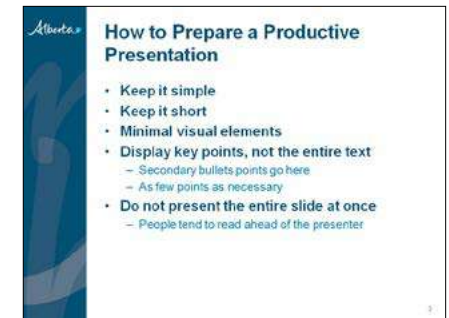 Alberta
How to Prepare a Productive
Presentation
• Keep it simple
• Keep it short
• Minimal visual elements
• Display key points, not the entire text
– Secondary bullets points go here
– As few points as necessary
• Do not present the entire slide at once
– People tend to read ahead of the presenter